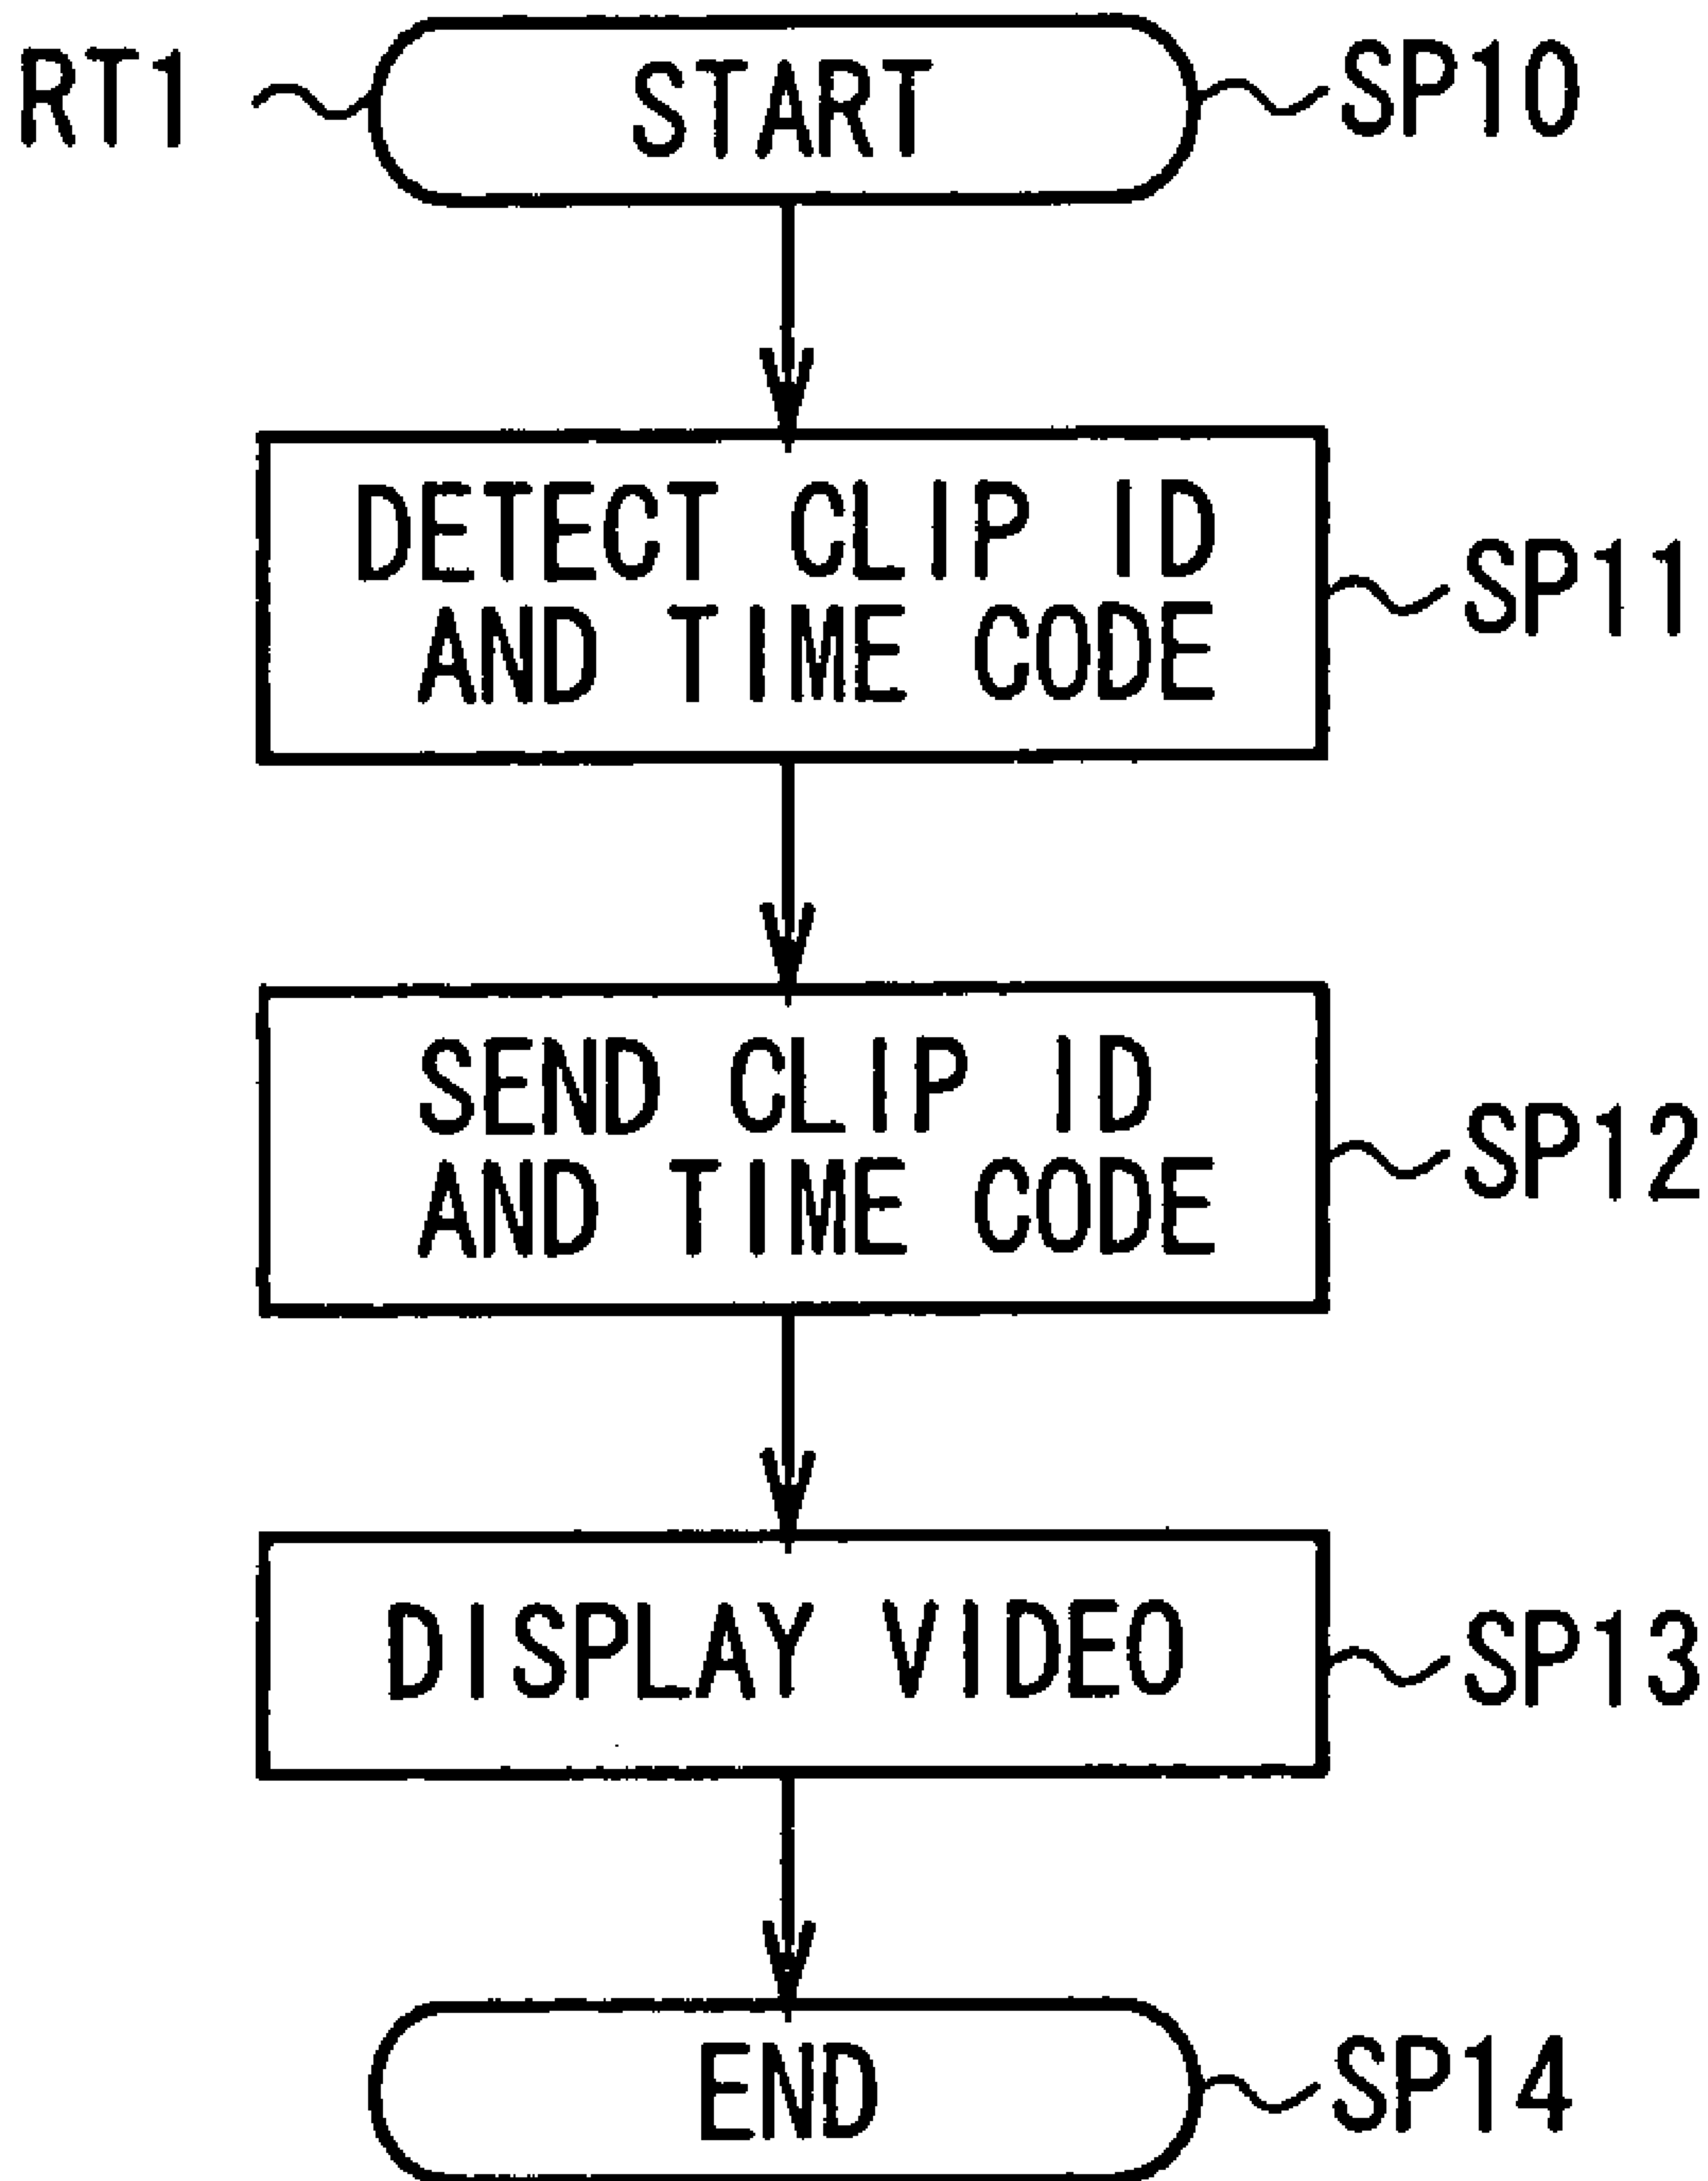 RT1 START SP10
DETECT CLIP ID
AND TIME CODE
SP11
SEND CLIP ID
AND TIME CODE
SP12
DISPLAY VIDEO SP13
END SP14